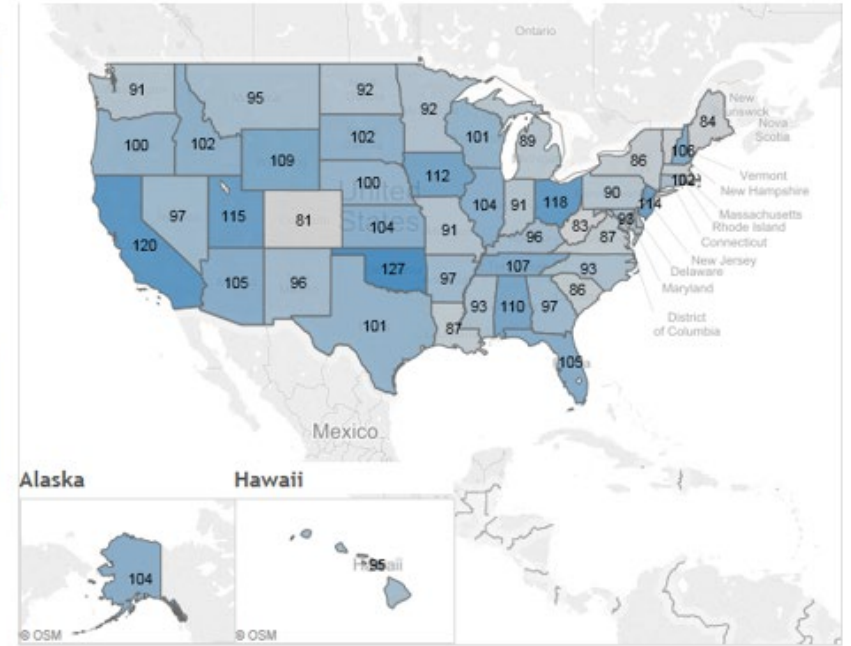 Ontario
91
95
92
92
84
New
Brunswick
Nova
Scotia
100
102
109
102
101
89
86
106
Vermont
New Hampshire
102
Massachusetts
Rhode Island
Connecticut
New Jersey
Delaware
Maryland
District
of Columbia
120
97
115
81
100
United
States
104
112
91
104
91
118
90
114
93
83
87
96
105
96
127
97
107
93
86
101
87
93
110
97
105
Mexico
Alaska
104
© OSM
Hawaii
95
© OSM